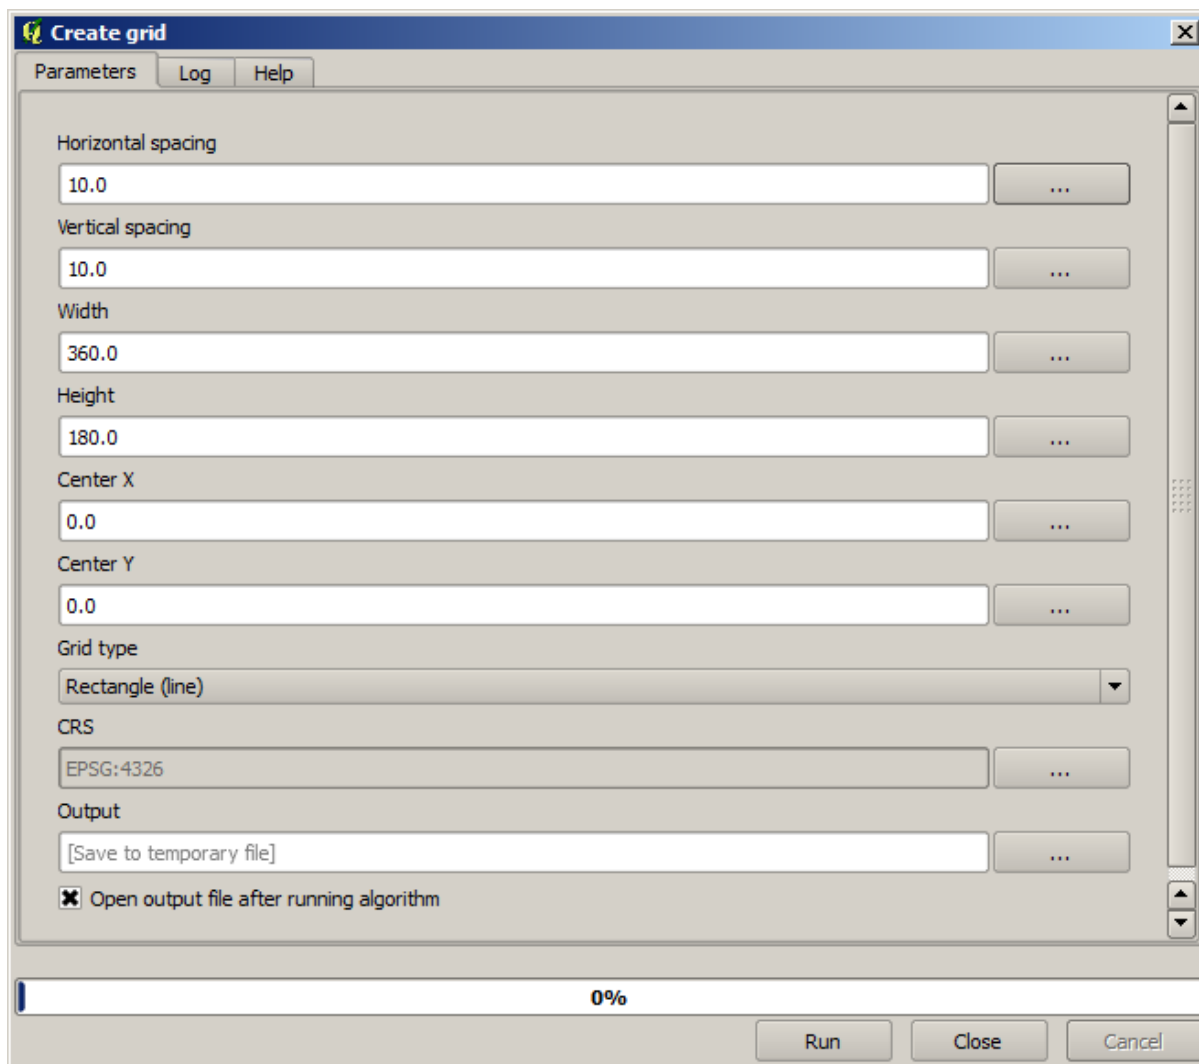 Create grid
Parameters Log Help
Horizontal spacing
10.0 ...
Vertical spacing
10.0 ...
Width
360.0 ...
Height
180.0 ...
Center X
0.0 ...
Center Y
0.0 ...
Grid type
Rectangle (line)
CRS
EPSG:4326 ...
Output
[Save to temporary file] ...
Open output file after running algorithm
0%
Run Close Cancel